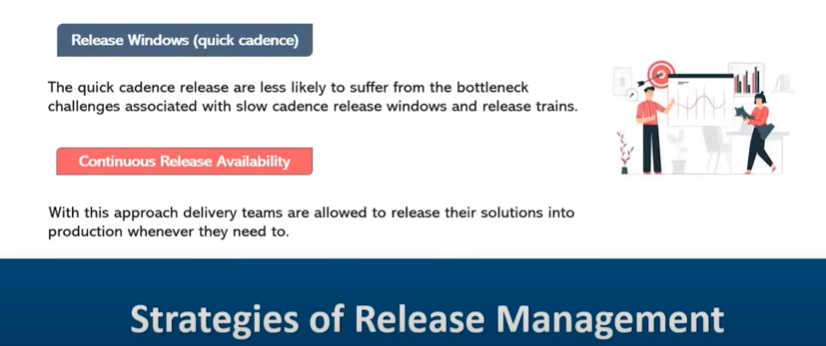 Release Windows (quick cadence)
The quick cadence release are less likely to suffer from the bottleneck
challenges associated with slow cadence release windows and release trains.
Continuous Release Availability
With this approach delivery teams are allowed to release their solutions into
production whenever they need to.
Strategies of Release Management